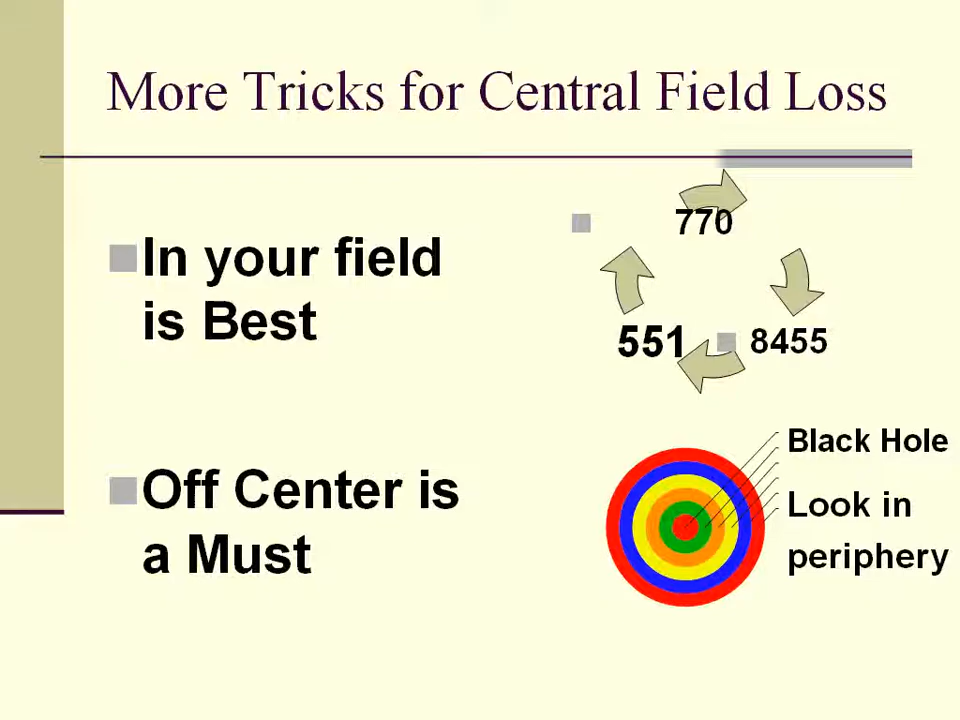 More Tricks for Central Field Loss
In your field
is Best
Off Center is
a Must
770
551
8455
Black Hole
Look in
periphery